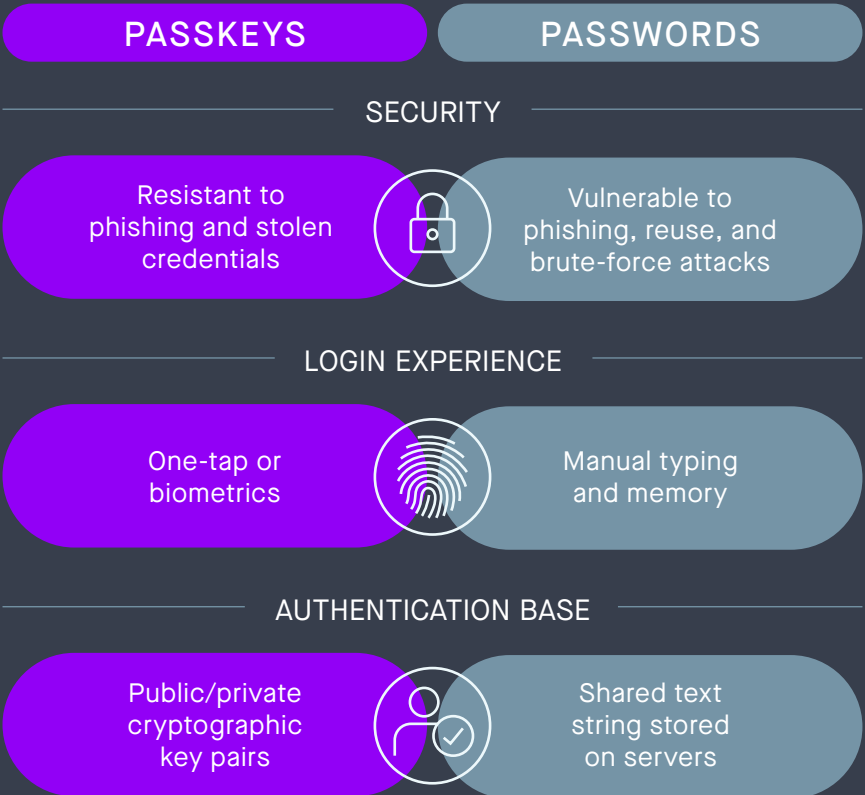 PASSKEYS
PASSWORDS
SECURITY
Resistant to
phishing and stolen
credentials
Vulnerable to
phishing, reuse, and
brute-force attacks
LOGIN EXPERIENCE
One-tap or
biometrics
Manual typing
and memory
AUTHENTICATION BASE
Public/private
cryptographic
key pairs
Shared text
string stored
on servers